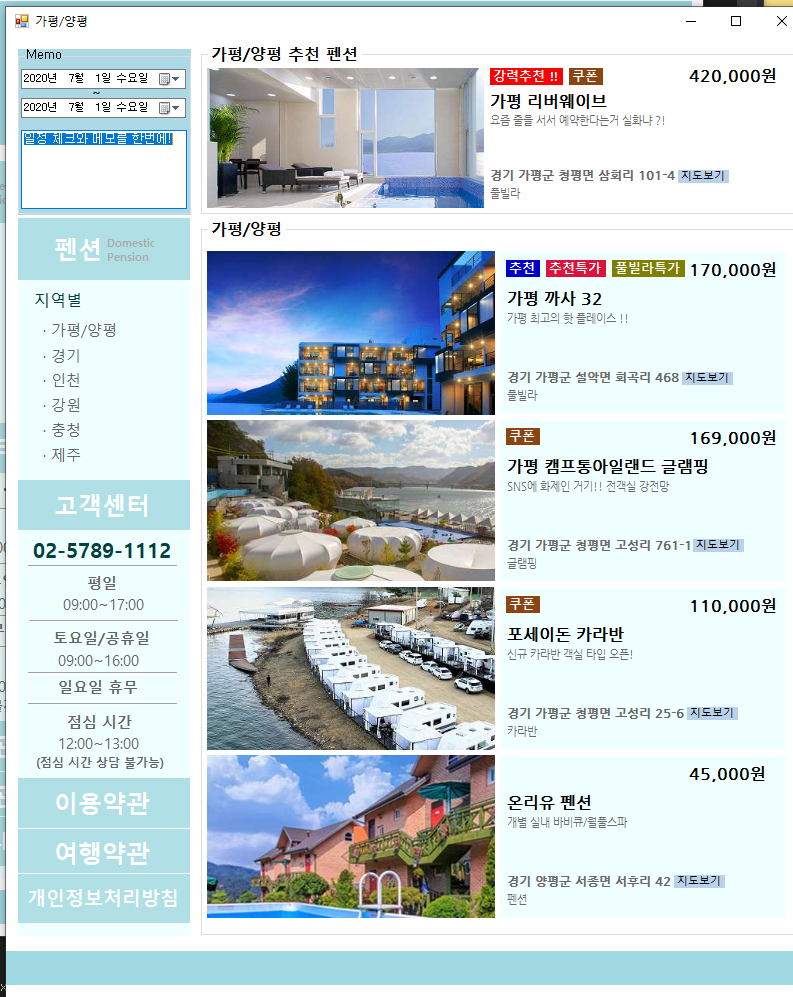 가평/양평
Memo
2020년 7월 1일 수요일
~
2020년 7월 1일 수요일
일정 체크와 메모를 한번에!
펜션 Domestic Pension
지역별
· 가평/양평
· 경기
· 인천
· 강원
· 충청
· 제주
고객센터
02-5789-1112
평일
09:00~17:00
토요일/공휴일
09:00~16:00
일요일 휴무
점심 시간
12:00~13:00
(점심 시간 상담 불가능)
이용약관
여행약관
개인정보처리방침
가평/양평 추천 펜션
강력추천 !! 쿠폰 420,000원
가평 리버웨이브
요즘 줄을 서서 예약한다는거 실화냐 ?!
경기 가평군 청평면 삼회리 101-4 지도보기
풀빌라
가평/양평
추천 추천특가 풀빌라특가 170,000원
가평 까사 32
가평 최고의 핫 플레이스 !!
경기 가평군 설악면 회곡리 468 지도보기
풀빌라
쿠폰 169,000원
가평 캠프통아일랜드 글램핑
SNS에 화제인 거기!! 전객실 강전망
경기 가평군 청평면 고성리 761-1 지도보기
글램핑
쿠폰 110,000원
포세이돈 카라반
신규 카라반 객실 타입 오픈!
경기 가평군 청평면 고성리 25-6 지도보기
카라반
45,000원
온리유 펜션
개별 실내 바비큐/월풀스파
경기 양평군 서종면 서후리 42 지도보기
펜션